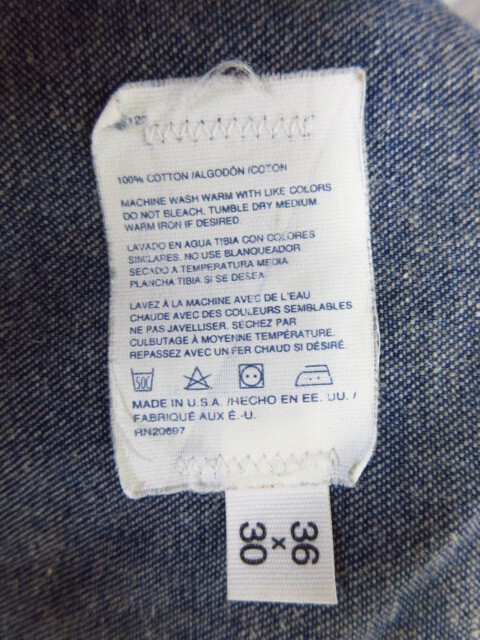 100% COTTON /ALGODÓN /COTON
MACHINE WASH WARM WITH LIKE COLORS
DO NOT BLEACH. TUMBLE DRY MEDIUM.
WARM IRON IF DESIRED.
LAVADO EN AGUA TIBIA CON COLORES
SIMILARES. NO USE BLANQUEADOR
SECADO A TEMPERATURA MEDIA.
PLANCHA TIBIA SI SE DESEA.
LAVEZ À LA MACHINE AVEC DE L'EAU
CHAUDE AVEC DES COULEURS SEMBLABLES
NE PAS JAVELLISER. SECHEZ PAR
CULBUTAGE À MOYENNE TEMPÉRATURE.
REPASSEZ AVEC UN FER CHAUD SI DÉSIRÉ.
50C
MADE IN U.S.A. /HECHO EN EE. UU. /
FABRIQUÉ AUX É.-U.
RN20697
36
x
30